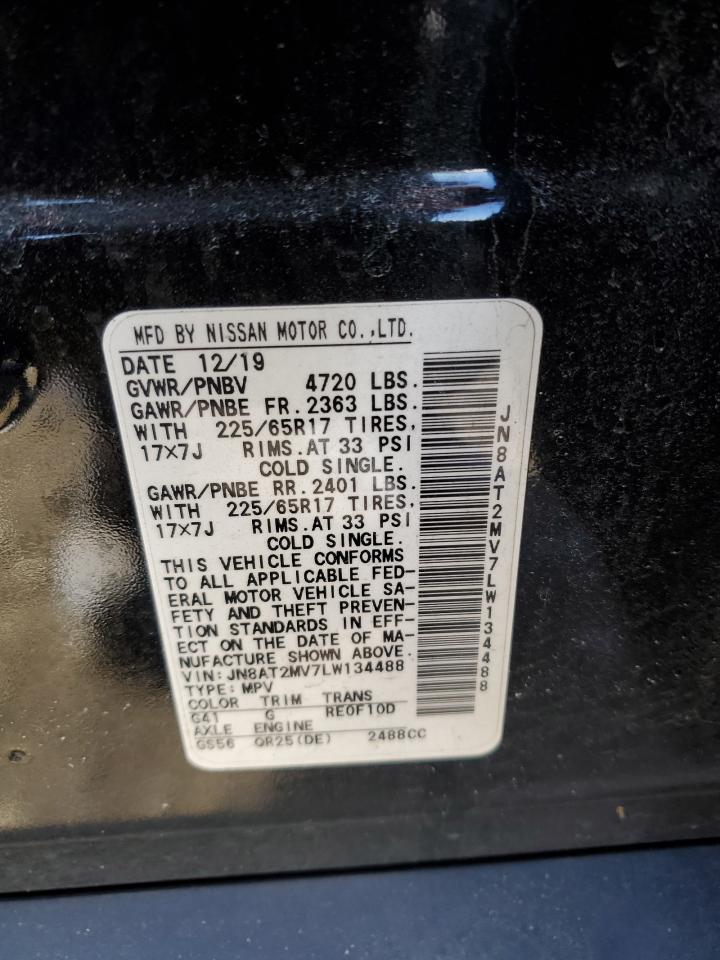 MFD BY NISSAN MOTOR CO.,LTD.
DATE 12/19
GVWR/PNBV 4720 LBS.
GAWR/PNBE FR. 2363 LBS.
WITH 225/65R17 TIRES,
17×7J RIMS.AT 33 PSI
COLD SINGLE.
GAWR/PNBE RR. 2401 LBS.
WITH 225/65R17 TIRES,
17×7J RIMS.AT 33 PSI
COLD SINGLE.
THIS VEHICLE CONFORMS
TO ALL APPLICABLE FED-
ERAL MOTOR VEHICLE SA-
FETY AND THEFT PREVEN-
TION STANDARDS IN EFF-
ECT ON THE DATE OF MA-
NUFACTURE SHOWN ABOVE.
VIN:JN8AT2MV7LW134488
TYPE:MPV
COLOR TRIM TRANS
G41 G RE0F10D
AXLE ENGINE
GS56 QR25(DE) 2488CC
JN8AT2MV7LW134488